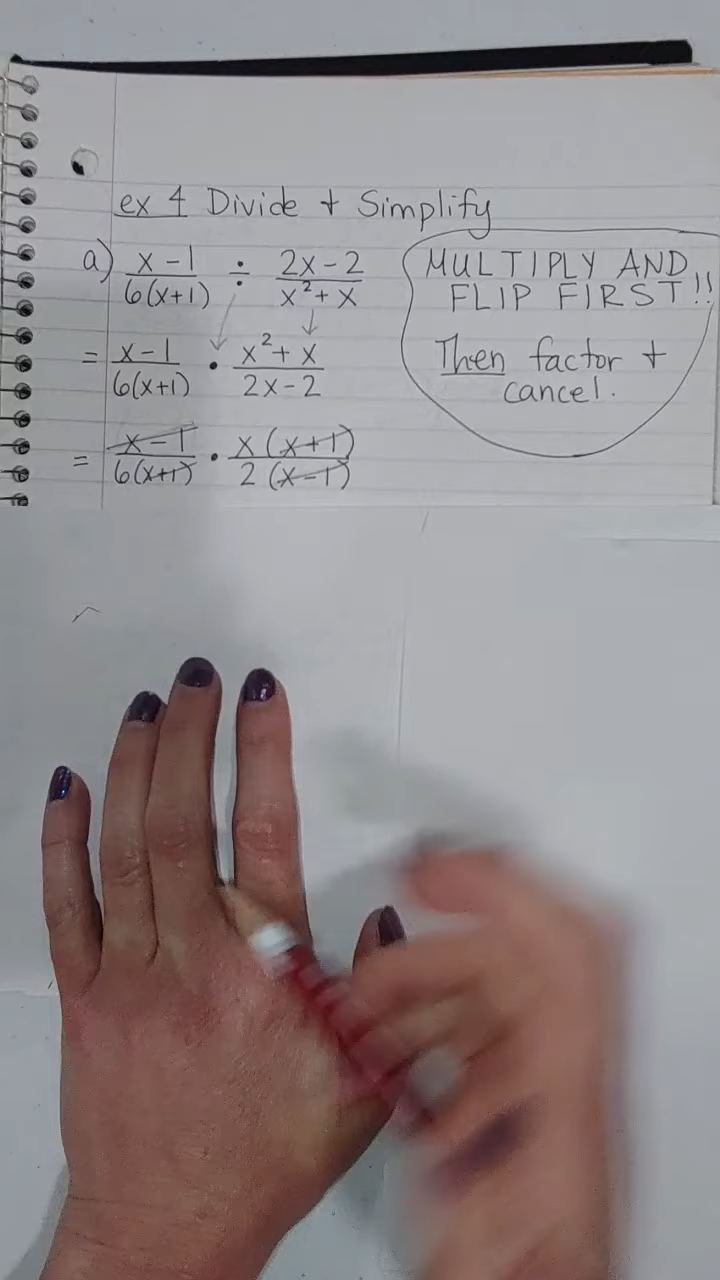 ex 4 Divide + Simplify
a) x-1/6(x+1) ÷ 2x-2/x²+x
= x-1/6(x+1) • x²+x/2x-2
= x-1/6(x+1) • x(x+1)/2(x-1)
MULTIPLY AND
FLIP FIRST!!
Then factor +
cancel.